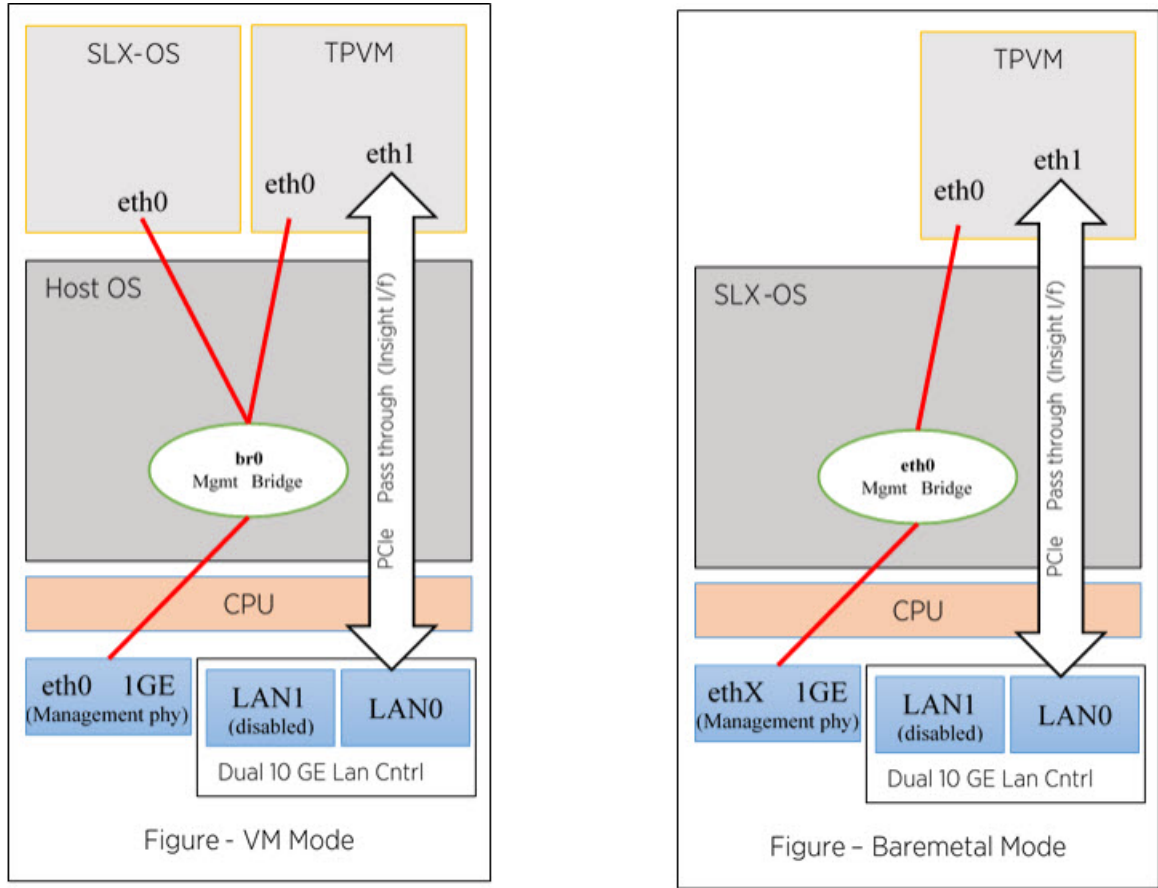 SLX-OS
TPVM
eth1
eth0
eth0
Host OS
br0
Mgmt Bridge
PCIe Pass through (Insight I/f)
CPU
eth0 1GE
(Management phy)
LAN1
(disabled)
LAN0
Dual 10 GE Lan Cntrl
Figure - VM Mode
TPVM
eth1
eth0
SLX-OS
eth0
Mgmt Bridge
PCIe Pass through (Insight I/f)
CPU
ethX 1GE
(Management phy)
LAN1
(disabled)
LAN0
Dual 10 GE Lan Cntrl
Figure – Baremetal Mode